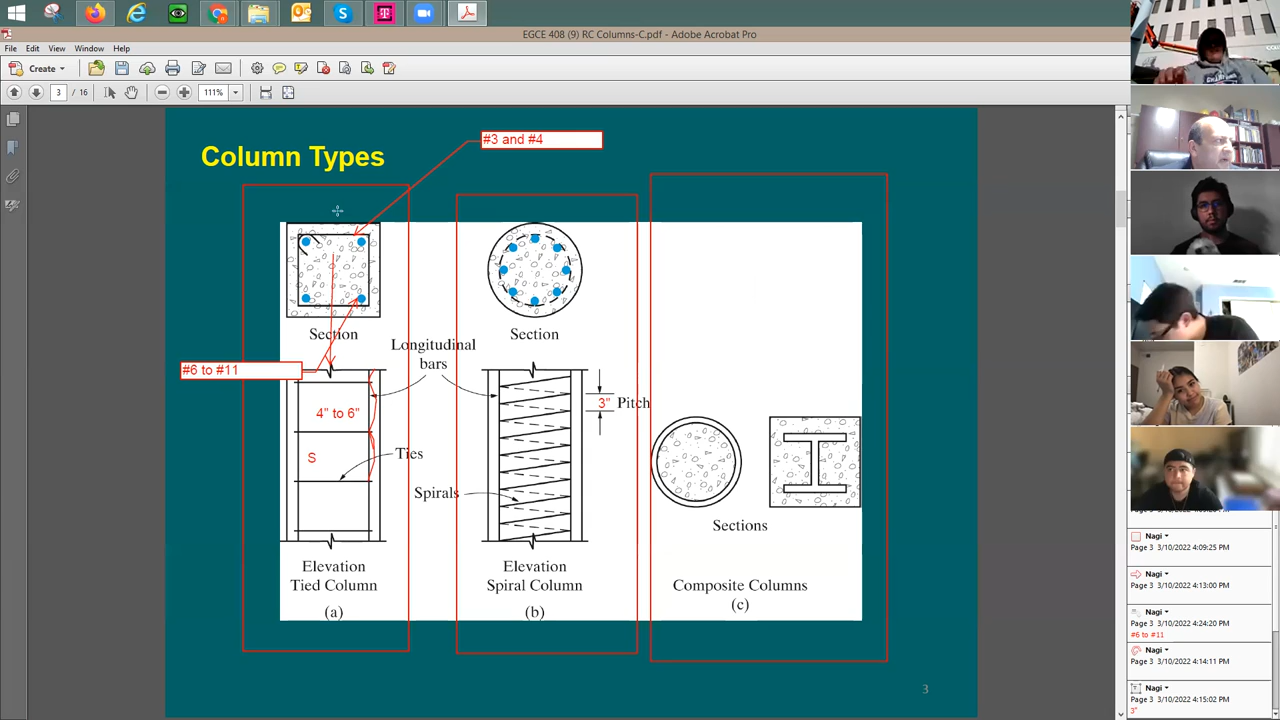 EGCE 408 (9) RC Columns-C.pdf - Adobe Acrobat Pro
File Edit View Window Help
Create
3 / 16
111%
Column Types
#3 and #4
Section
Section
Longitudinal
bars
#6 to #11
4" to 6"
3" Pitch
S
Ties
Spirals
Sections
Elevation
Tied Column
(a)
Elevation
Spiral Column
(b)
Composite Columns
(c)
3
Nagi
Page 3 3/10/2022 4:09:25 PM
Nagi
Page 3 3/10/2022 4:13:00 PM
Nagi
Page 3 3/10/2022 4:24:20 PM
#6 to #11
Nagi
Page 3 3/10/2022 4:14:11 PM
Nagi
Page 3 3/10/2022 4:15:02 PM
3"